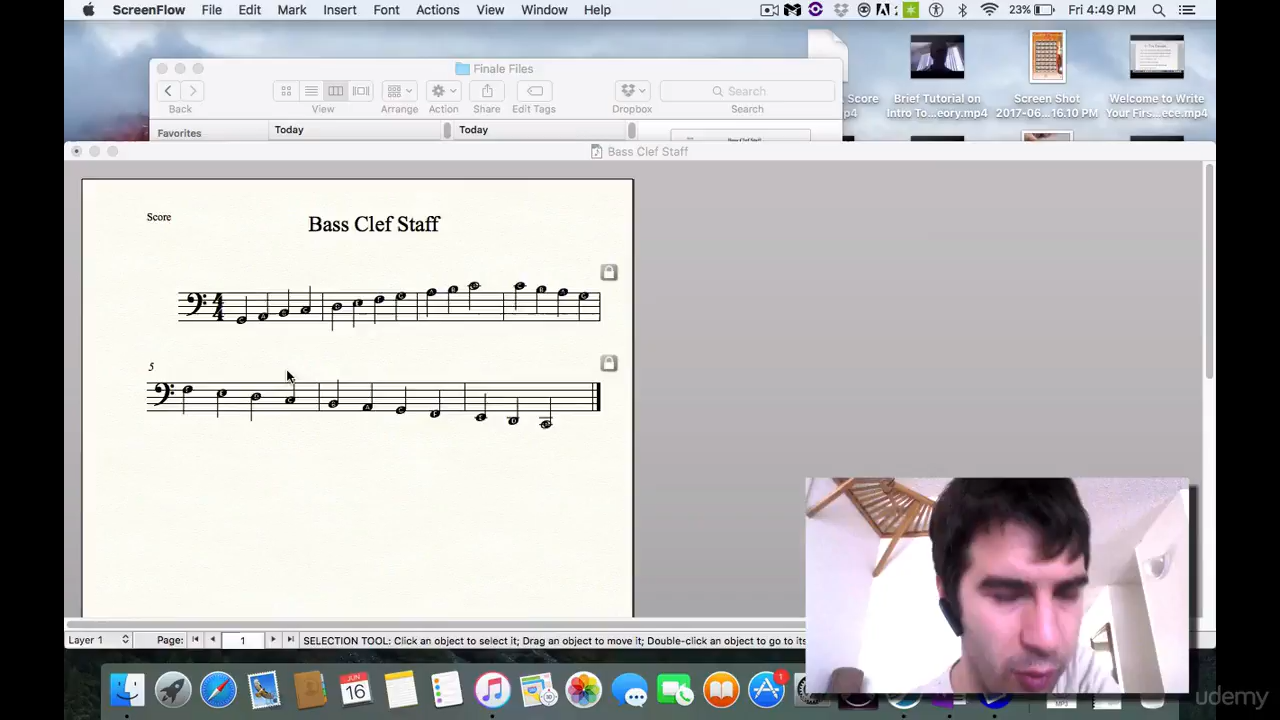 ScreenFlow File Edit Mark Insert Font Actions View Window Help 23% Fri 4:49 PM
Finale Files
Back View Arrange Action Share Edit Tags Dropbox Search
Search
Score
Brief Tutorial on
Intro To...eory.mp4
Screen Shot
2017-06...16.10 PM
Welcome to Write
Your Firs...ece.mp4
Favorites Today Today
Bass Clef Staff
Score
Bass Clef Staff
5
Layer 1 Page: 1 SELECTION TOOL: Click an object to select it; Drag an object to move it; Double-click an object to go to its
JUN
16
1
udemy